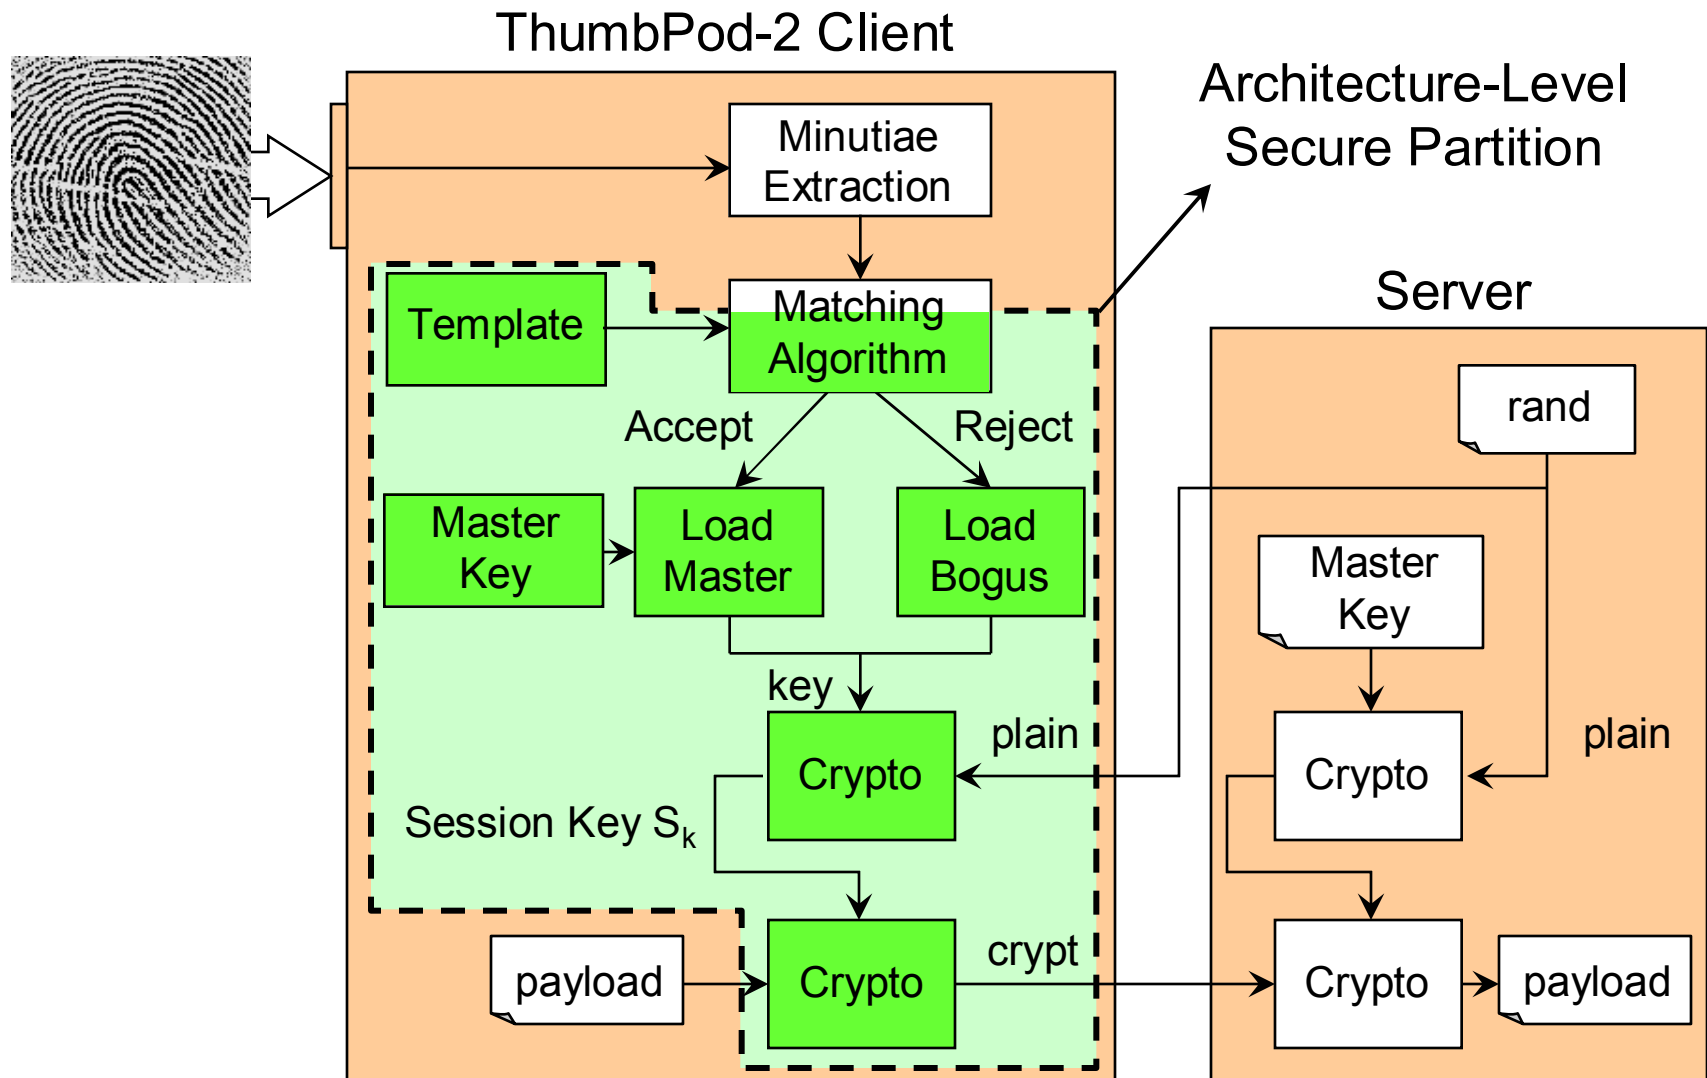 ThumbPod-2 Client
Architecture-Level
Secure Partition
Minutiae
Extraction
Template
Matching
Algorithm
Server
Accept
Reject
rand
Master
Key
Load
Master
Load
Bogus
Master
Key
key
plain
plain
Crypto
Crypto
Session Key Sk
payload
Crypto
crypt
Crypto
payload